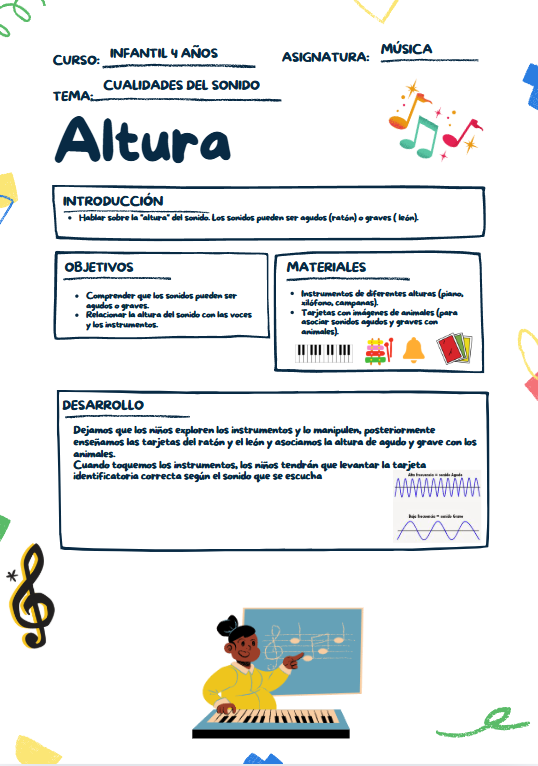 CURSO: INFANTIL 4 AÑOS ASIGNATURA: MÚSICA
TEMA: CUALIDADES DEL SONIDO
Altura
INTRODUCCIÓN
• Hablar sobre la "altura" del sonido. Los sonidos pueden ser agudos (ratón) o graves ( león).
OBJETIVOS
• Comprender que los sonidos pueden ser
agudos o graves.
• Relacionar la altura del sonido con las voces
y los instrumentos.
MATERIALES
• Instrumentos de diferentes alturas (piano,
xilófono, campanas).
• Tarjetas con imágenes de animales (para
asociar sonidos agudos y graves con
animales).
DESARROLLO
Dejamos que los niños exploren los instrumentos y lo manipulen, posteriormente
enseñamos las tarjetas del ratón y el león y asociamos la altura de agudo y grave con los
animales.
Cuando toquemos los instrumentos, los niños tendrán que levantar la tarjeta
identificatoria correcta según el sonido que se escucha
Alta frecuencia = sonido Agudo
Baja frecuencia = sonido Grave